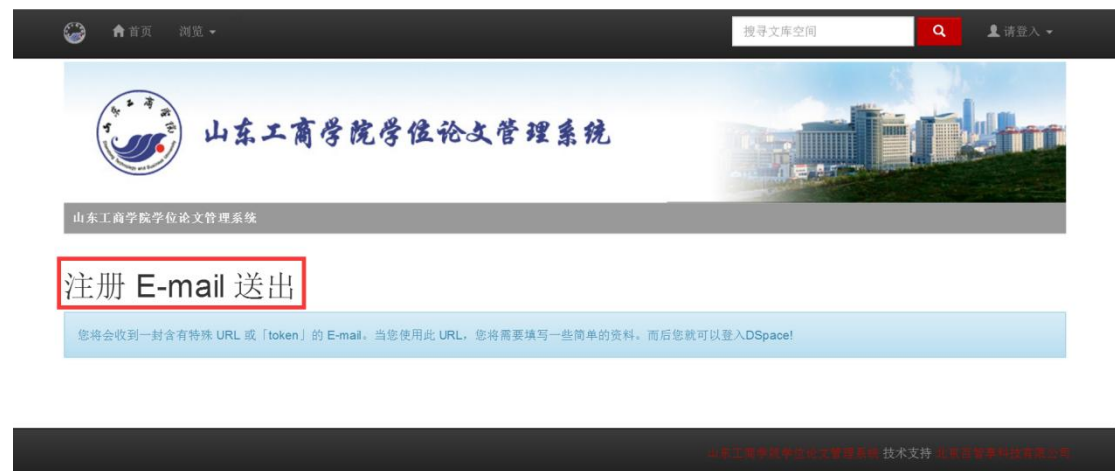 首页 浏览 搜寻文库空间 请登入
山东工商学院学位论文管理系统
山东工商学院学位论文管理系统
注册 E-mail 送出
您将会收到一封含有特殊 URL 或「token」的 E-mail。当您使用此 URL，您将需要填写一些简单的资料。而后您就可以登入DSpace!
山东工商学院学位论文管理系统 技术支持